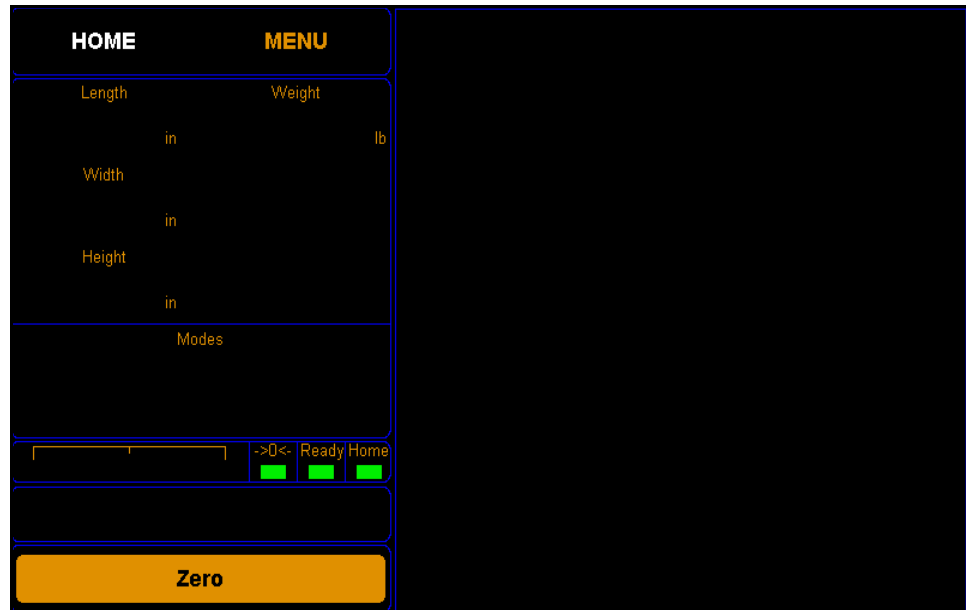 HOME MENU
Length Weight
in lb
Width
in
Height
in
Modes
->0<- Ready Home
Zero